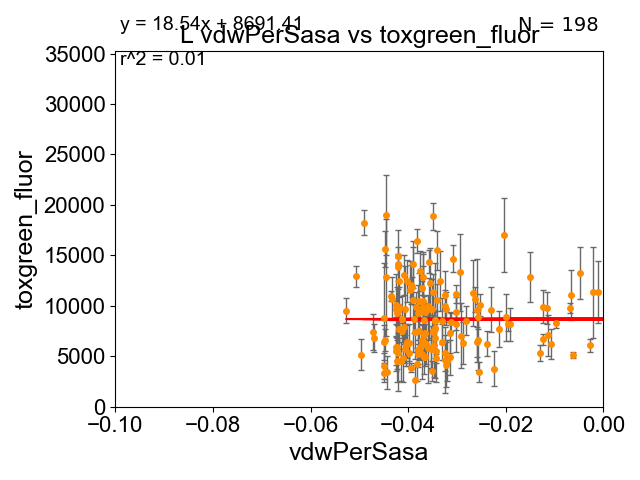 y = 18.54x + 8691.41
N = 198
L vdwPerSasa vs toxgreen_fluor
r^2 = 0.01
35000
30000
25000
20000
15000
10000
5000
0
toxgreen_fluor
−0.10 −0.08 −0.06 −0.04 −0.02 0.00
vdwPerSasa